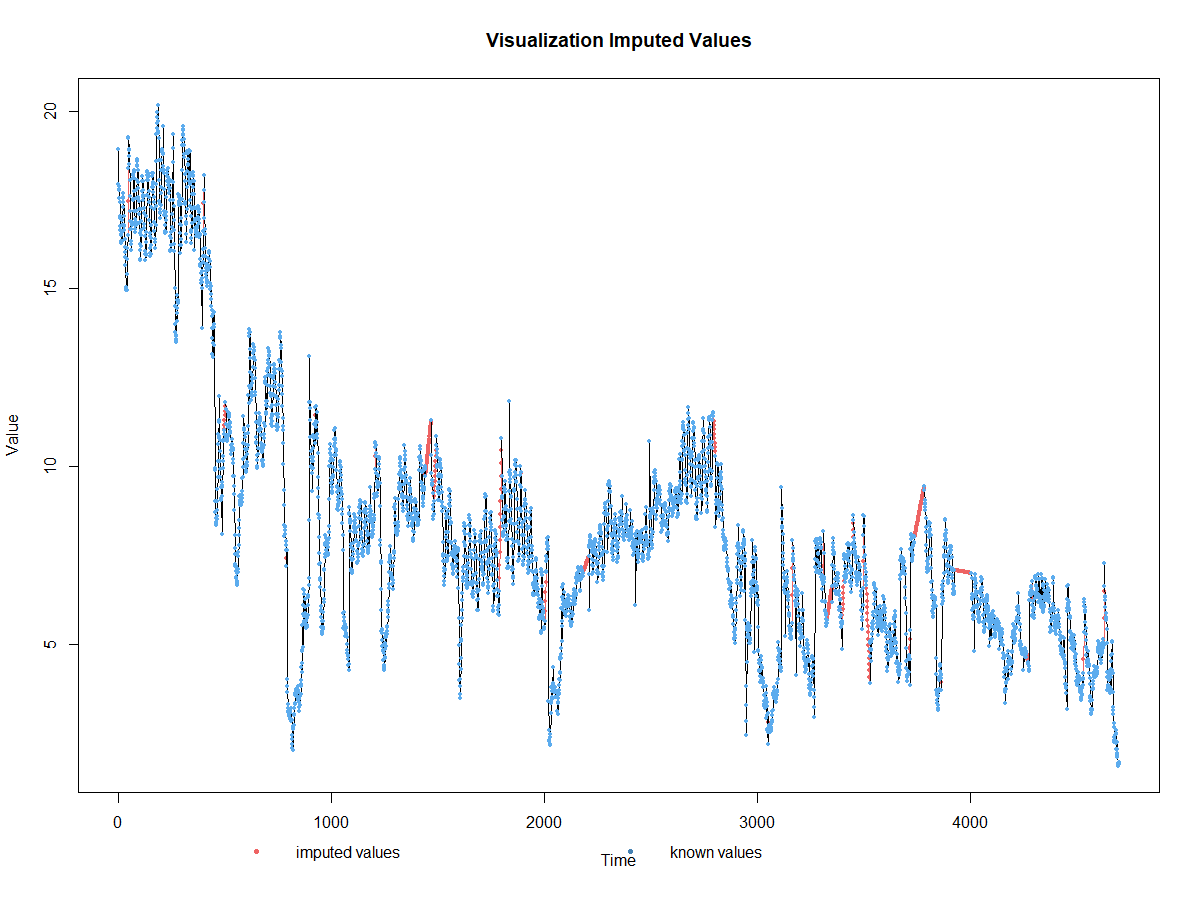 Visualization Imputed Values
Value
20
15
10
5
0 1000 2000 3000 4000
imputed values
Time
known values